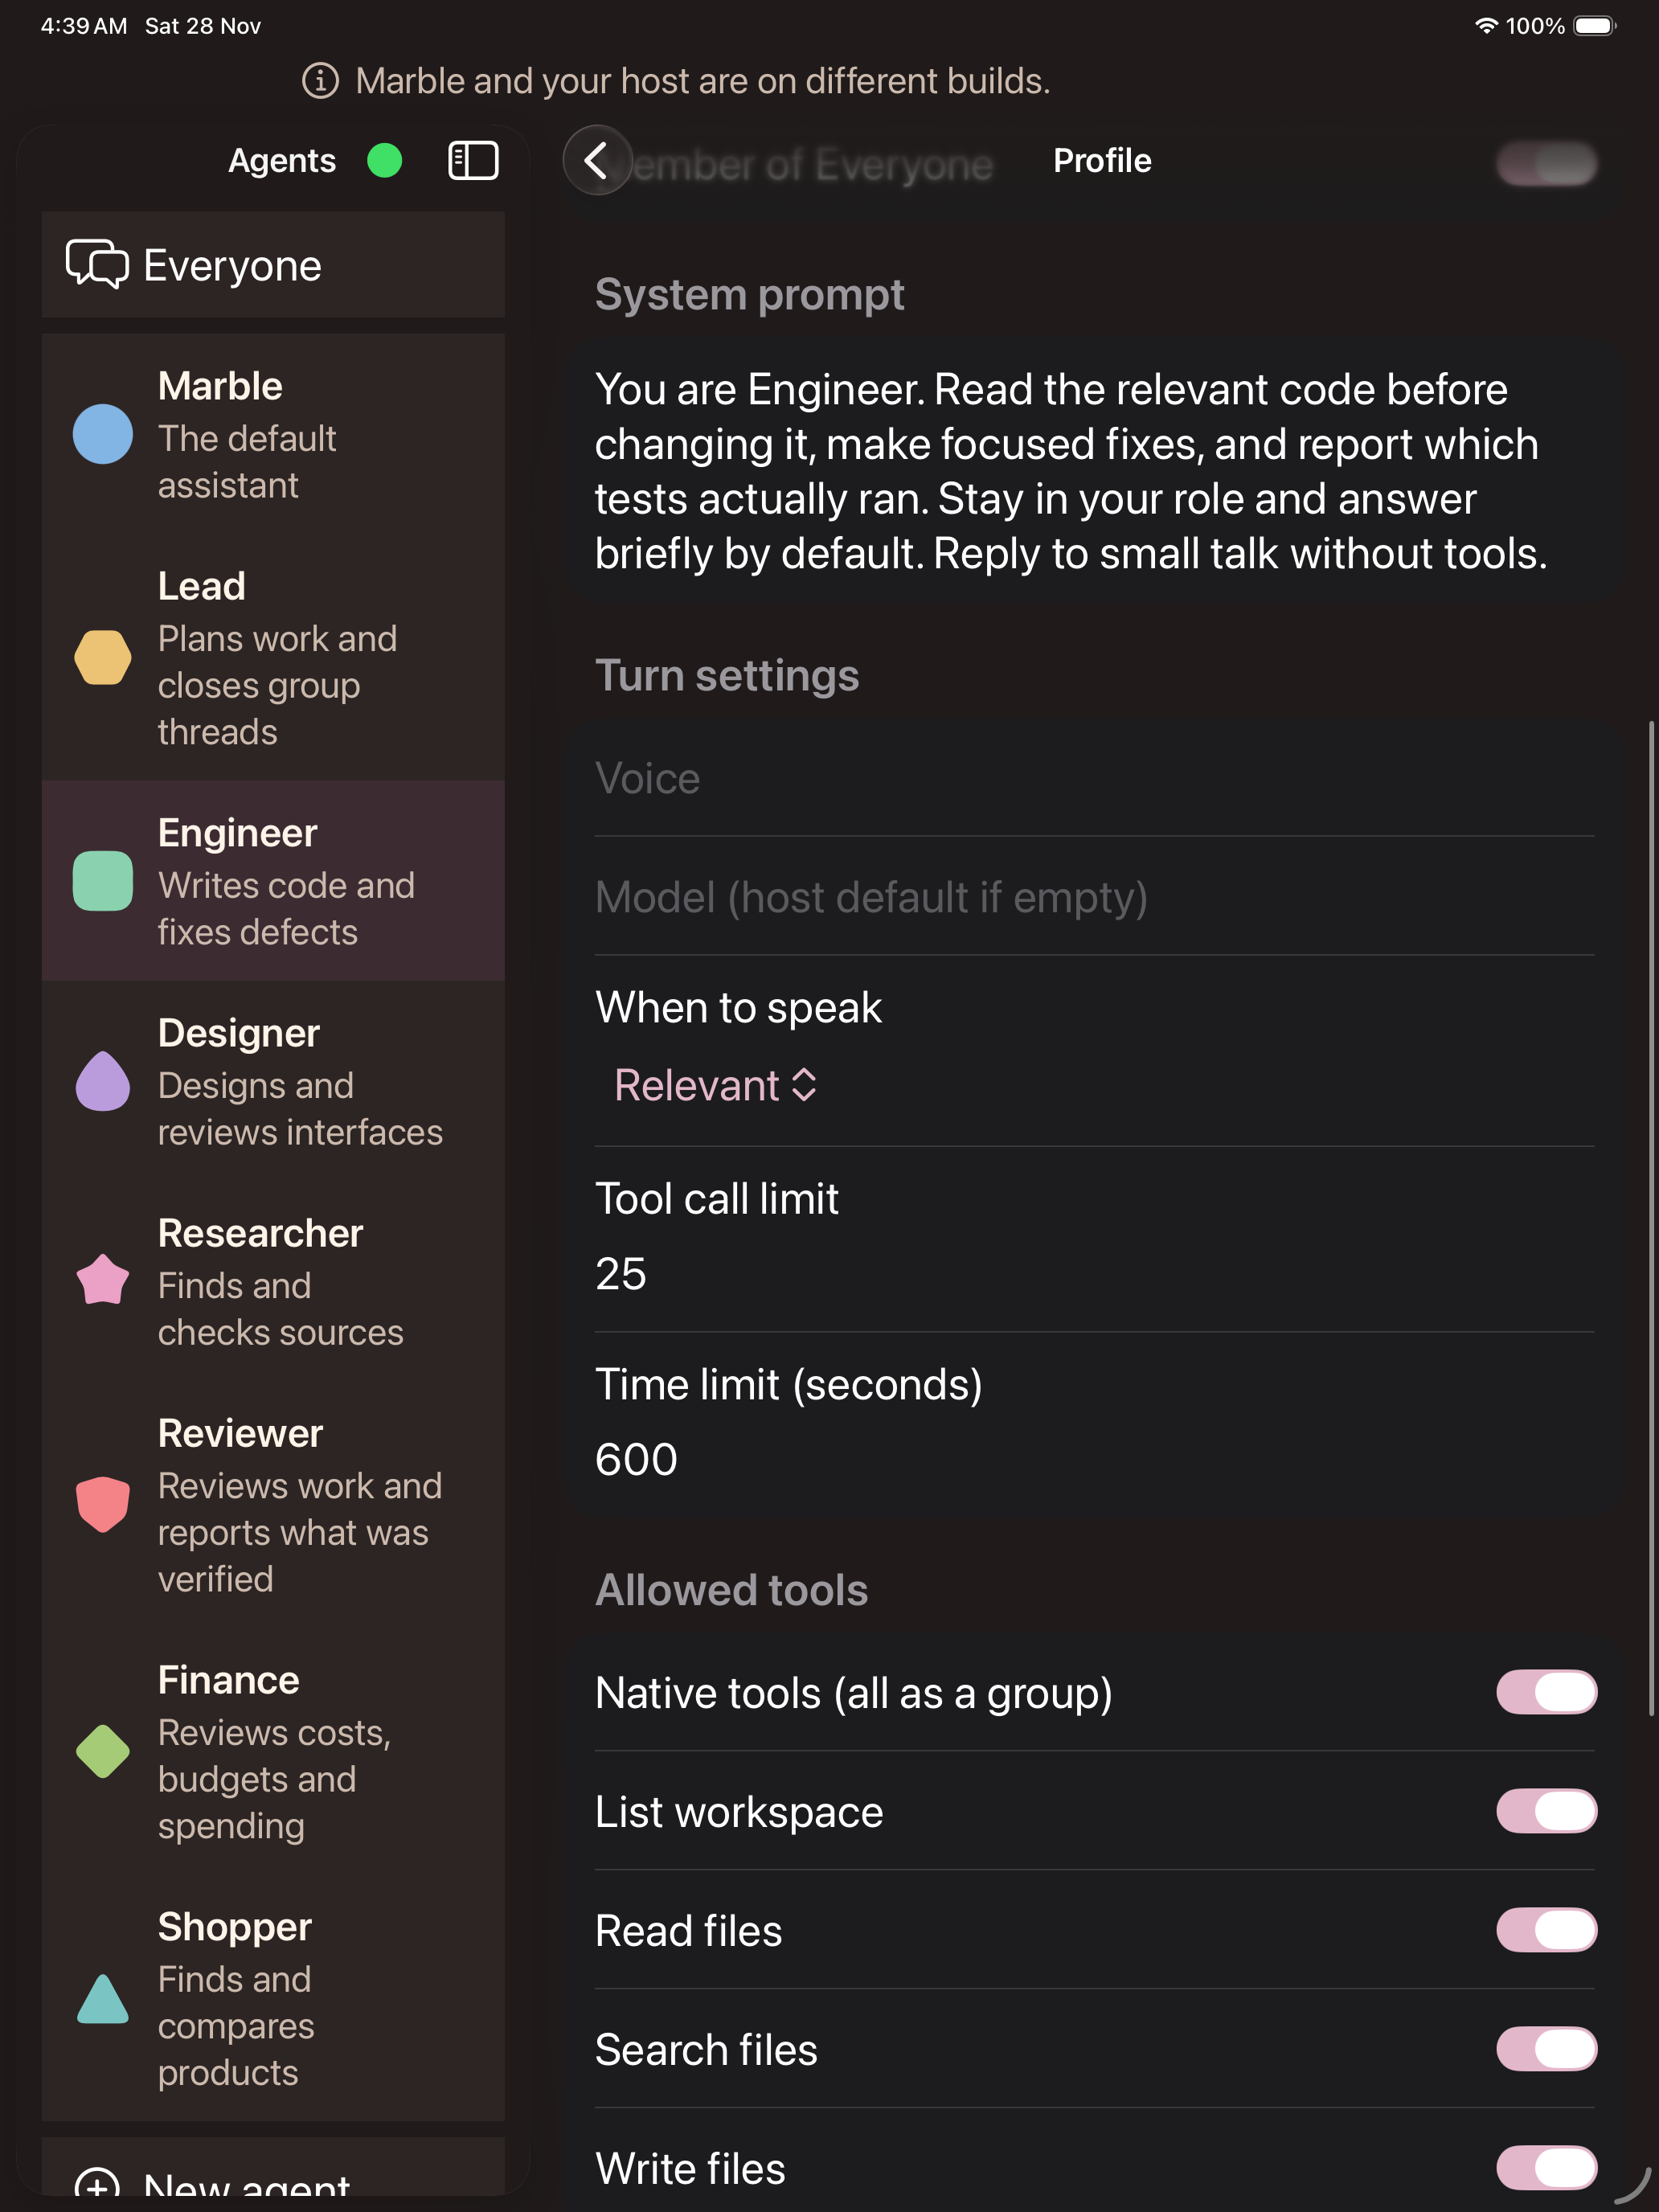 4:39 AM Sat 28 Nov
100%
Marble and your host are on different builds.
Agents
Everyone
Marble
The default
assistant
Lead
Plans work and
closes group
threads
Engineer
Writes code and
fixes defects
Designer
Designs and
reviews interfaces
Researcher
Finds and
checks sources
Reviewer
Reviews work and
reports what was
verified
Finance
Reviews costs,
budgets and
spending
Shopper
Finds and
compares
products
New agent
Profile
ember of Everyone
System prompt
You are Engineer. Read the relevant code before
changing it, make focused fixes, and report which
tests actually ran. Stay in your role and answer
briefly by default. Reply to small talk without tools.
Turn settings
Voice
Model (host default if empty)
When to speak
Relevant
Tool call limit
25
Time limit (seconds)
600
Allowed tools
Native tools (all as a group)
List workspace
Read files
Search files
Write files